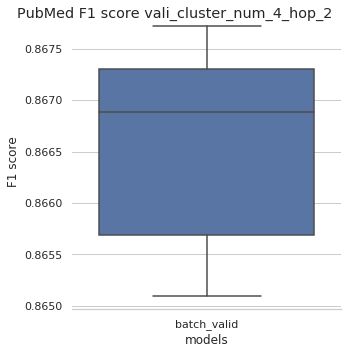 PubMed F1 score vali_cluster_num_4_hop_2
0.8675
0.8670
0.8665
0.8660
0.8655
0.8650
F1 score
batch_valid
models